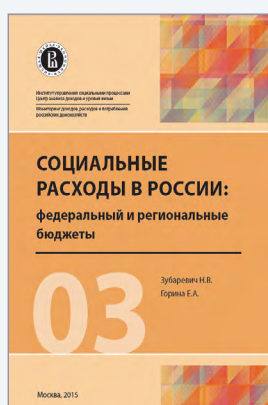 Институт управления социальными процессами
Центр анализа доходов и уровня жизни
Мониторинг доходов, расходов и потребления
российских домохозяйств
СОЦИАЛЬНЫЕ
РАСХОДЫ В РОССИИ:
федеральный и региональные
бюджеты
03
Зубаревич Н.В.
Горина Е.А.
Москва, 2015